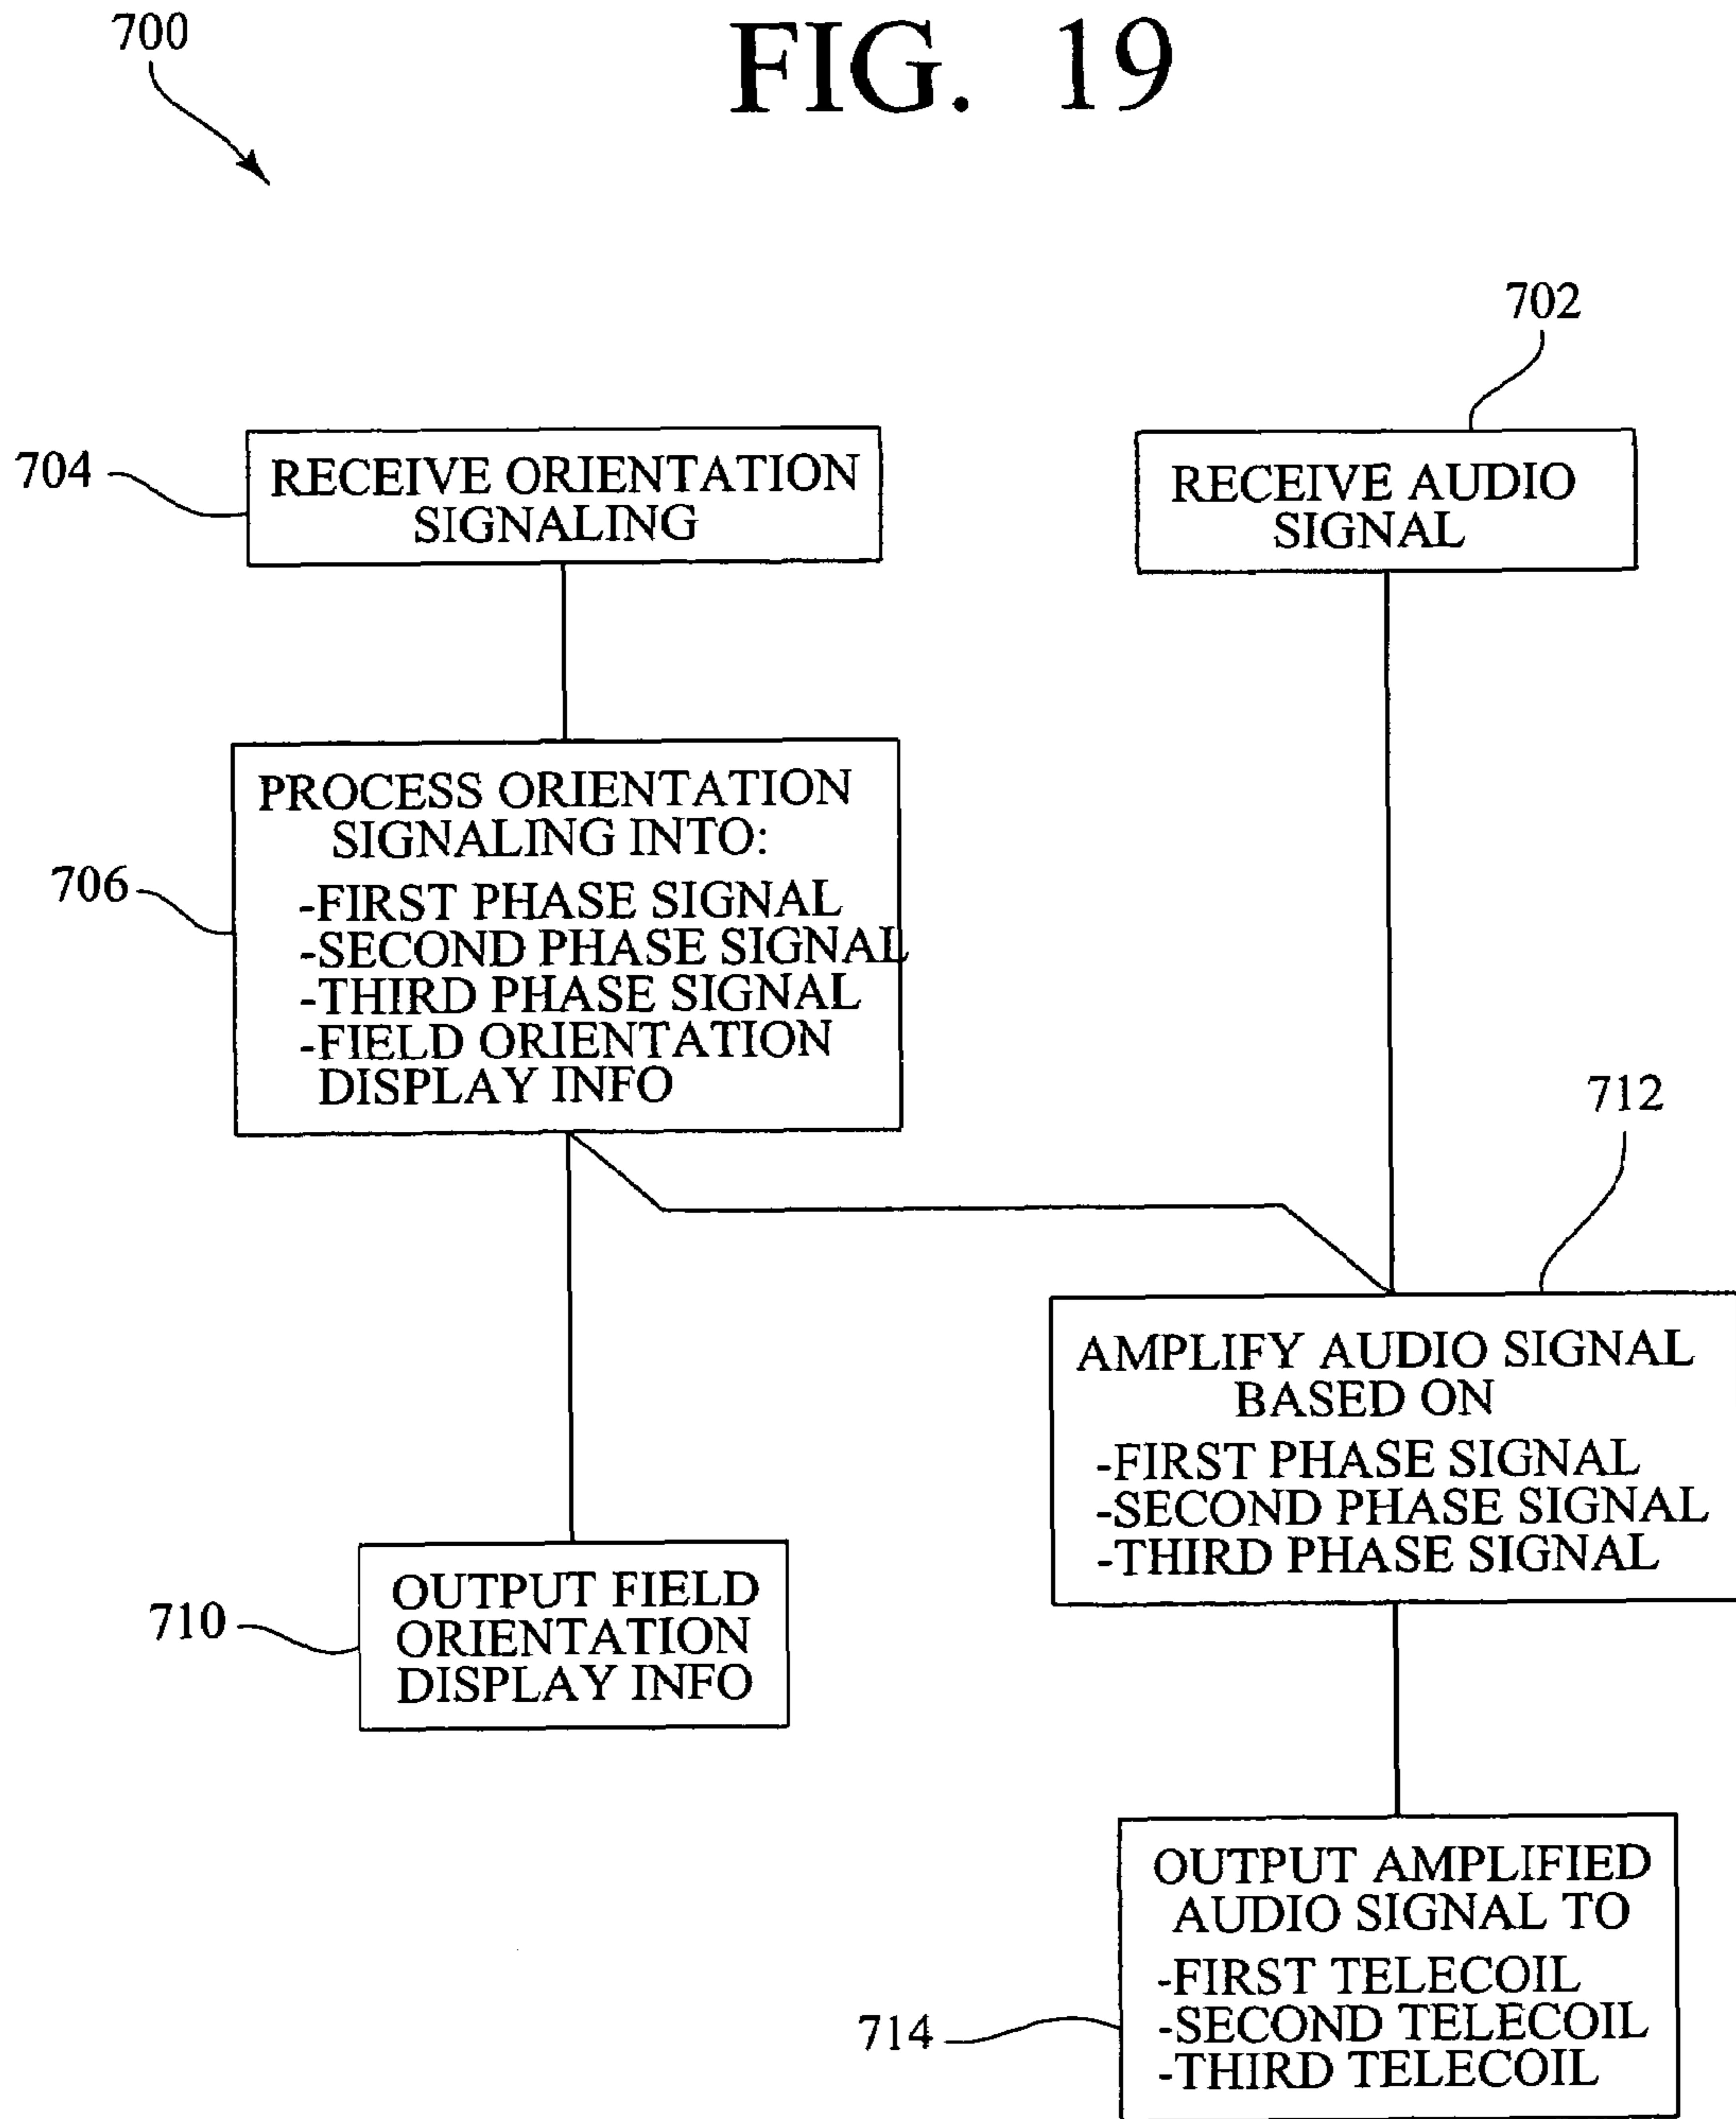 FIG. 19
700
702
704
RECEIVE ORIENTATION
SIGNALING
RECEIVE AUDIO
SIGNAL
706
PROCESS ORIENTATION
SIGNALING INTO:
-FIRST PHASE SIGNAL
-SECOND PHASE SIGNAL
-THIRD PHASE SIGNAL
-FIELD ORIENTATION
DISPLAY INFO
712
AMPLIFY AUDIO SIGNAL
BASED ON
-FIRST PHASE SIGNAL
-SECOND PHASE SIGNAL
-THIRD PHASE SIGNAL
710
OUTPUT FIELD
ORIENTATION
DISPLAY INFO
714
OUTPUT AMPLIFIED
AUDIO SIGNAL TO
-FIRST TELECOIL
-SECOND TELECOIL
-THIRD TELECOIL